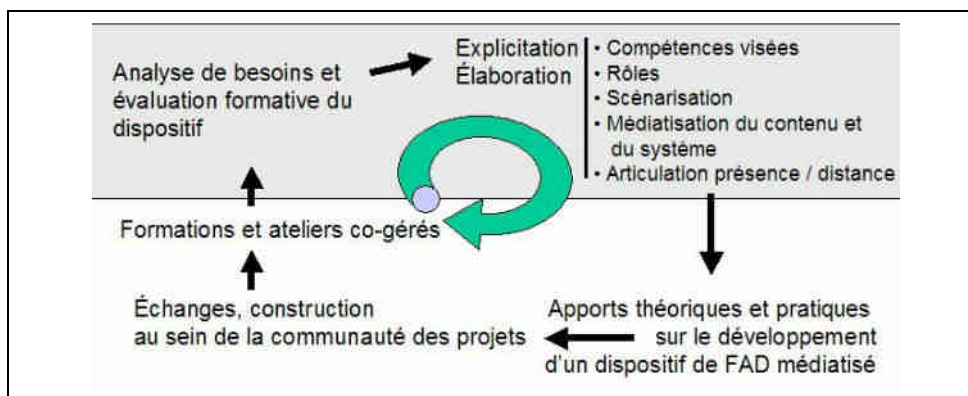 Analyse de besoins et
évaluation formative du
dispositif
Explicitation
Élaboration
• Compétences visées
• Rôles
• Scénarisation
• Médiatisation du contenu et
du système
• Articulation présence / distance
Formations et ateliers co-gérés
Échanges, construction
au sein de la communauté des projets
Apports théoriques et pratiques
sur le développement
d'un dispositif de FAD médiatisé